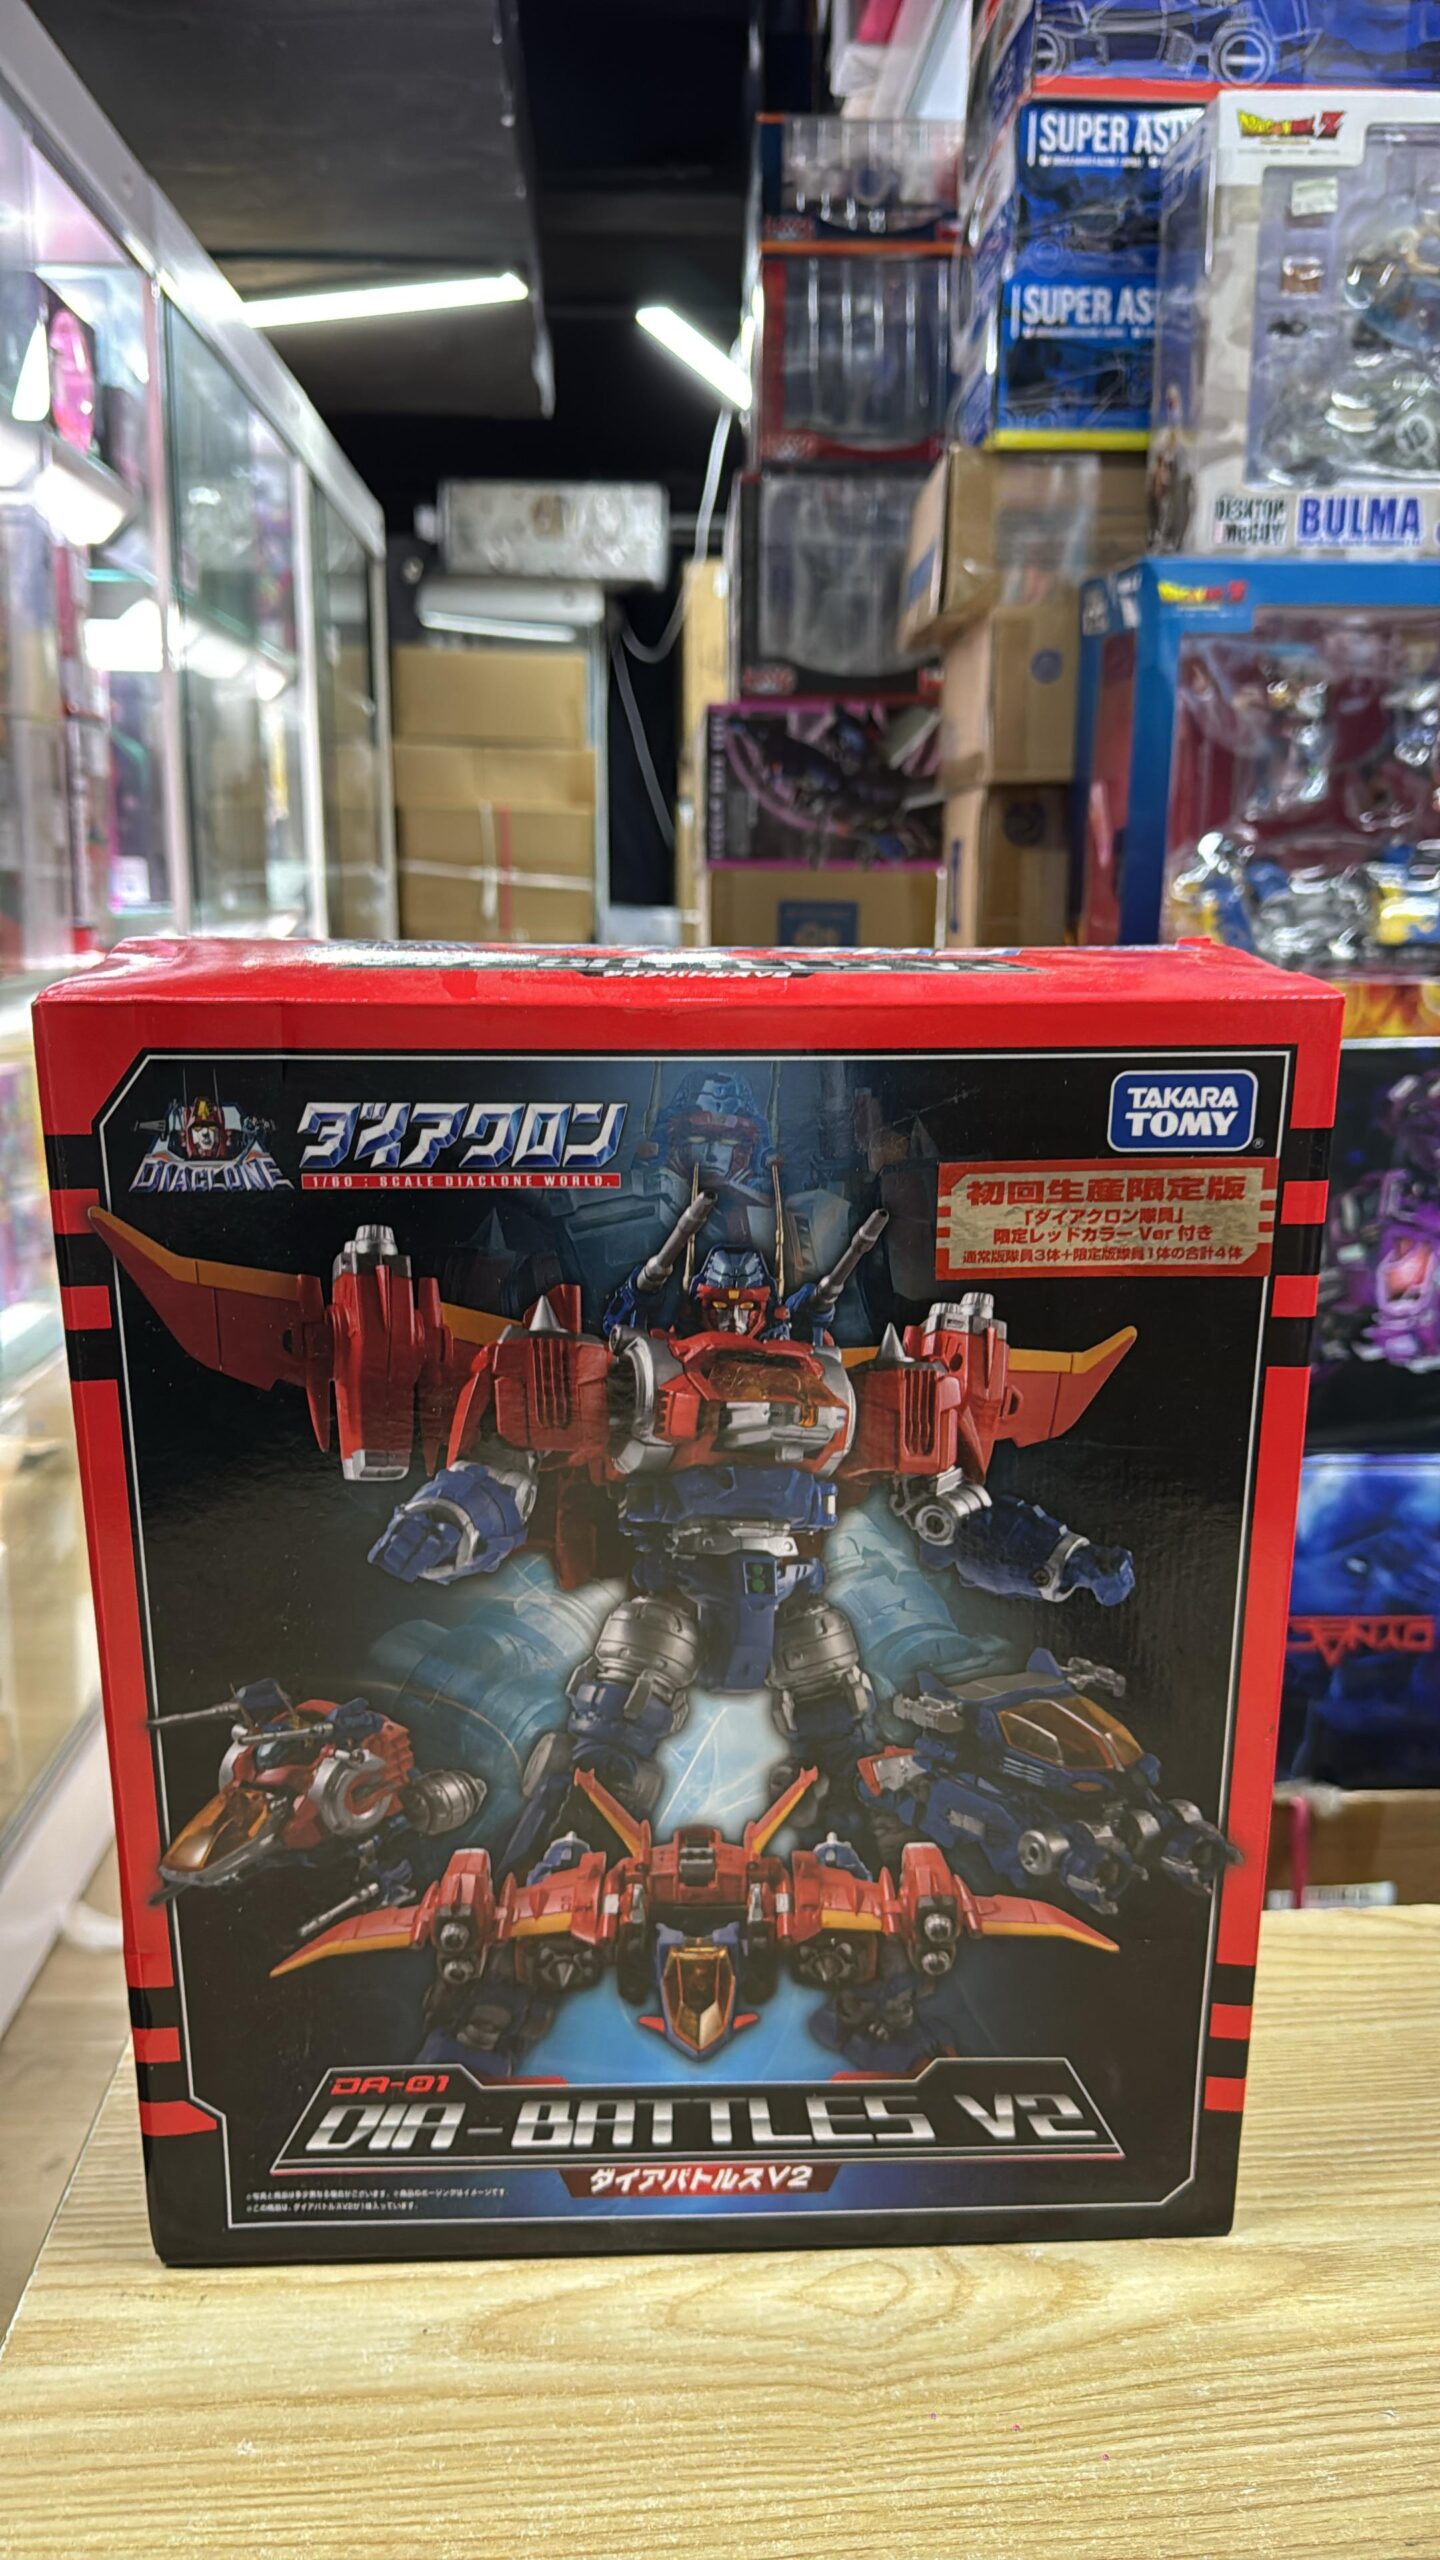 SUPER AS
SUPER AS
BULMA
DIACLONE
ダイアクロン
1/60 : SCALE DIACLONE WORLD.
TAKARA
TOMY
初回生産限定版
「ダイアクロン隊員」
限定レッドカラーVer付き
通常版隊員3体+限定版隊員1体の合計4体
DA-01
DIA-BATTLES V2
ダイアバトルスV2